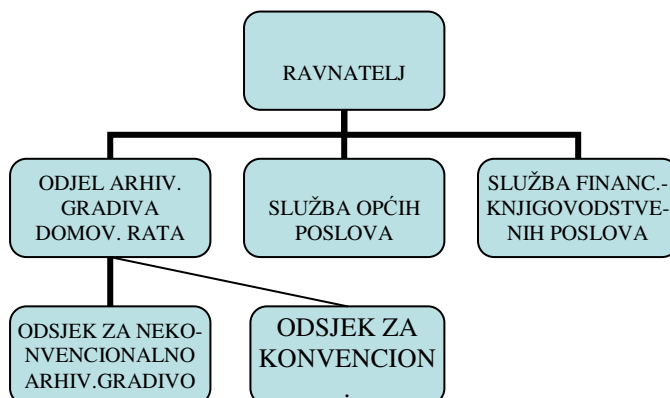 RAVNATELJ
ODJEL ARHIV.
GRADIVA
DOMOV. RATA
SLUŽBA OPĆIH
POSLOVA
SLUŽBA FINANC.-
KNJIGOVODSTVE-
NIH POSLOVA
ODSJEK ZA NEKO-
NVENCIONALNO
ARHIV.GRADIVO
ODSJEK ZA
KONVENCION
.